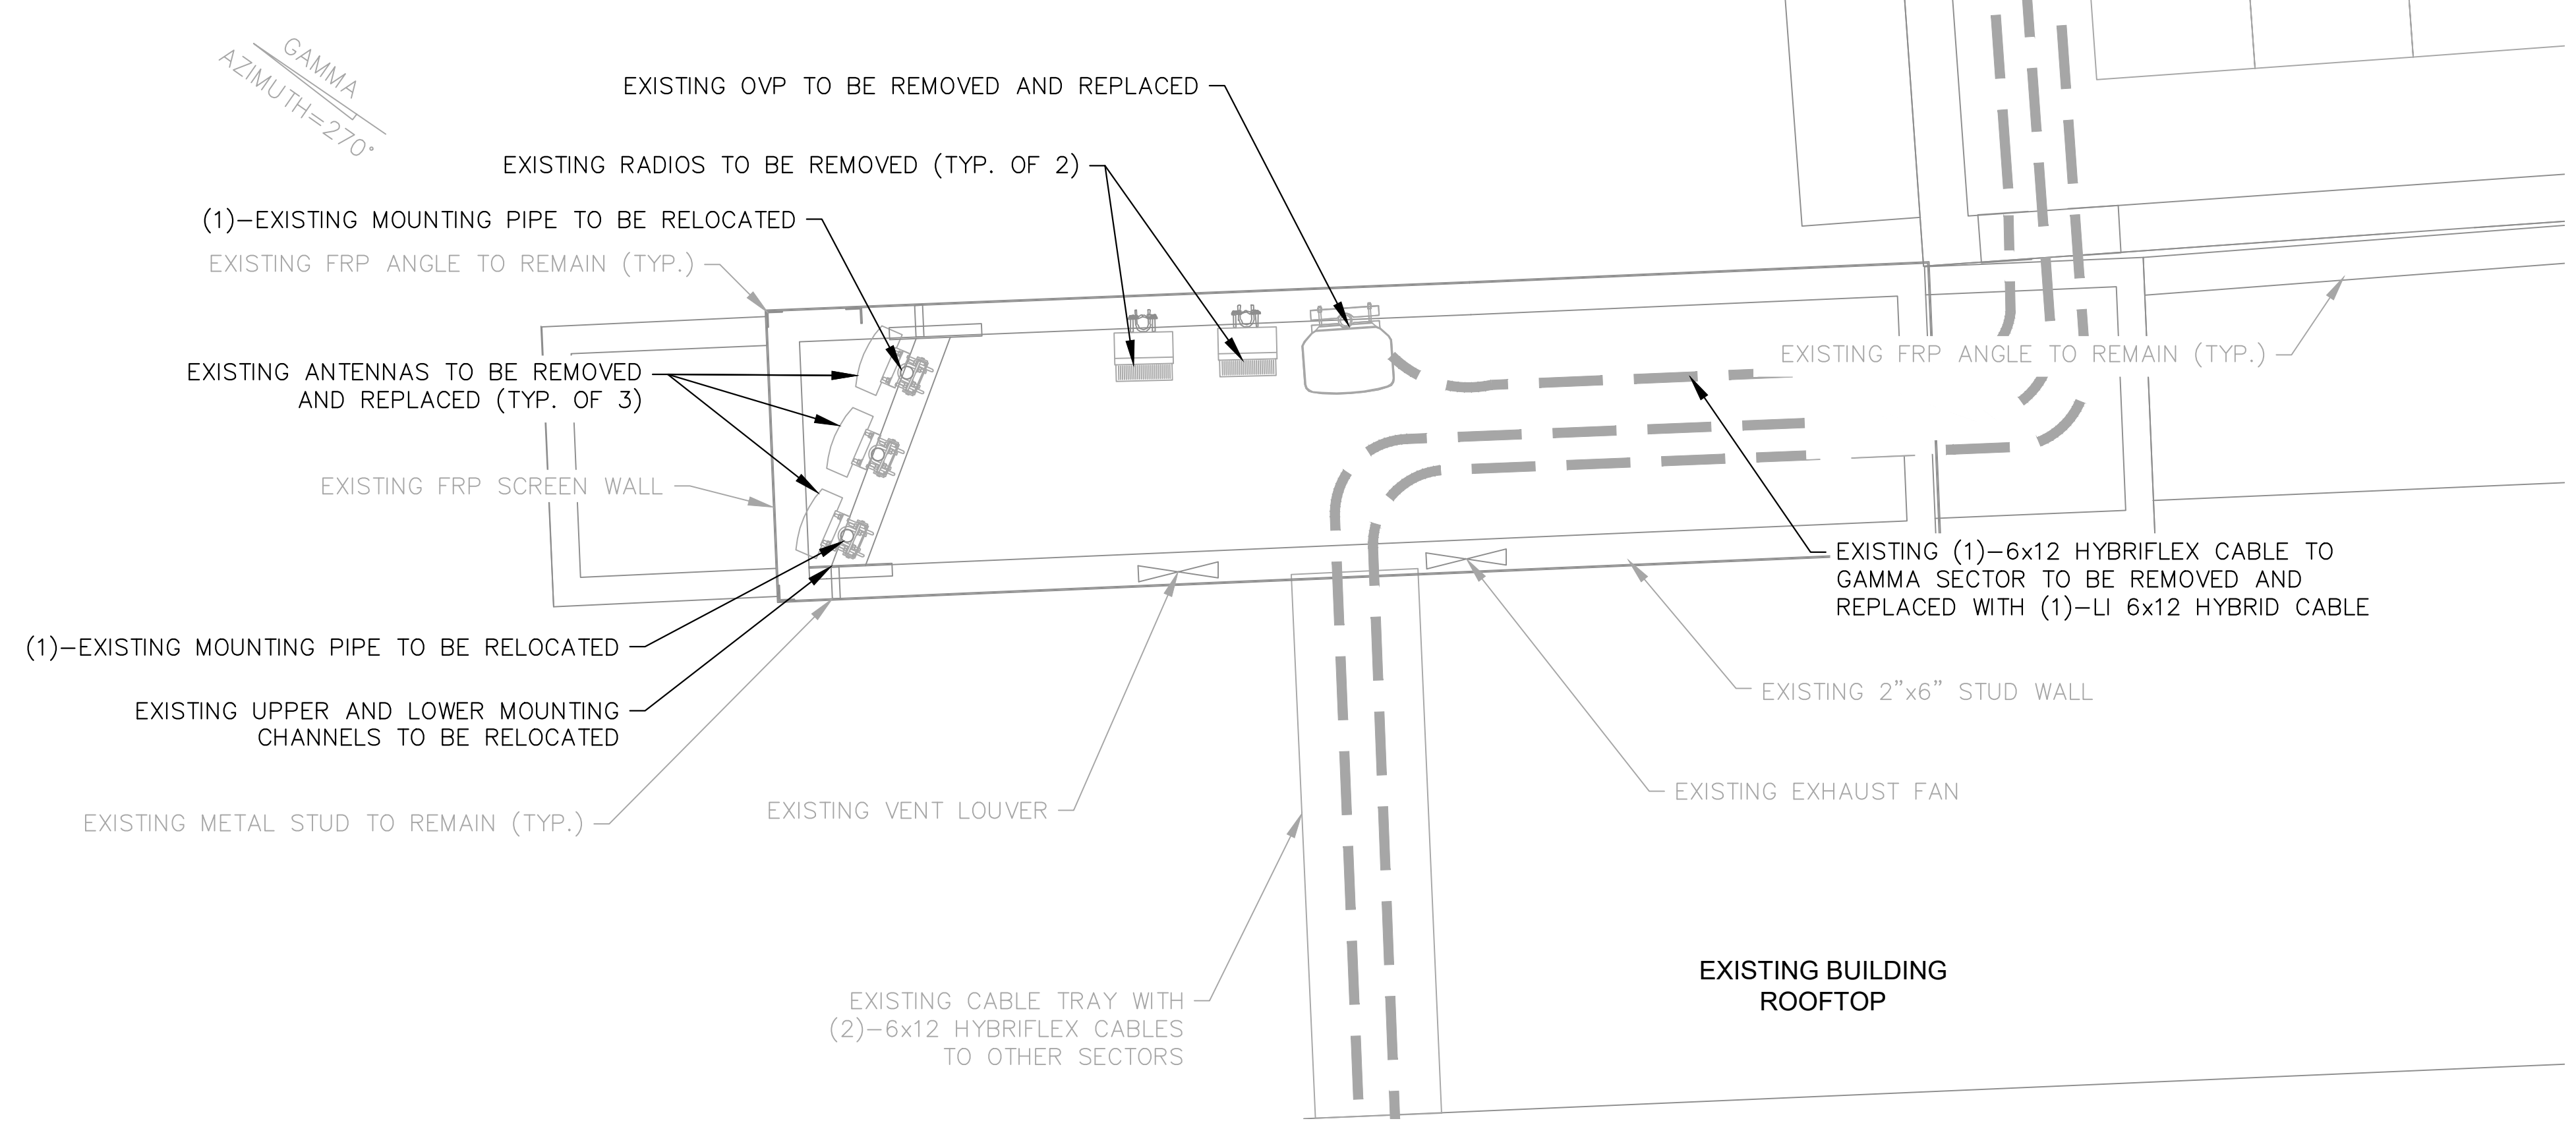 GAMMA
AZIMUTH=270°
EXISTING OVP TO BE REMOVED AND REPLACED
EXISTING RADIOS TO BE REMOVED (TYP. OF 2)
(1)-EXISTING MOUNTING PIPE TO BE RELOCATED
EXISTING FRP ANGLE TO REMAIN (TYP.)
EXISTING FRP ANGLE TO REMAIN (TYP.)
EXISTING ANTENNAS TO BE REMOVED
AND REPLACED (TYP. OF 3)
EXISTING FRP SCREEN WALL
EXISTING (1)-6x12 HYBRIFLEX CABLE TO
GAMMA SECTOR TO BE REMOVED AND
REPLACED WITH (1)-LI 6x12 HYBRID CABLE
(1)-EXISTING MOUNTING PIPE TO BE RELOCATED
EXISTING 2"x6" STUD WALL
EXISTING UPPER AND LOWER MOUNTING
CHANNELS TO BE RELOCATED
EXISTING EXHAUST FAN
EXISTING VENT LOUVER
EXISTING METAL STUD TO REMAIN (TYP.)
EXISTING BUILDING
ROOFTOP
EXISTING CABLE TRAY WITH
(2)-6x12 HYBRIFLEX CABLES
TO OTHER SECTORS